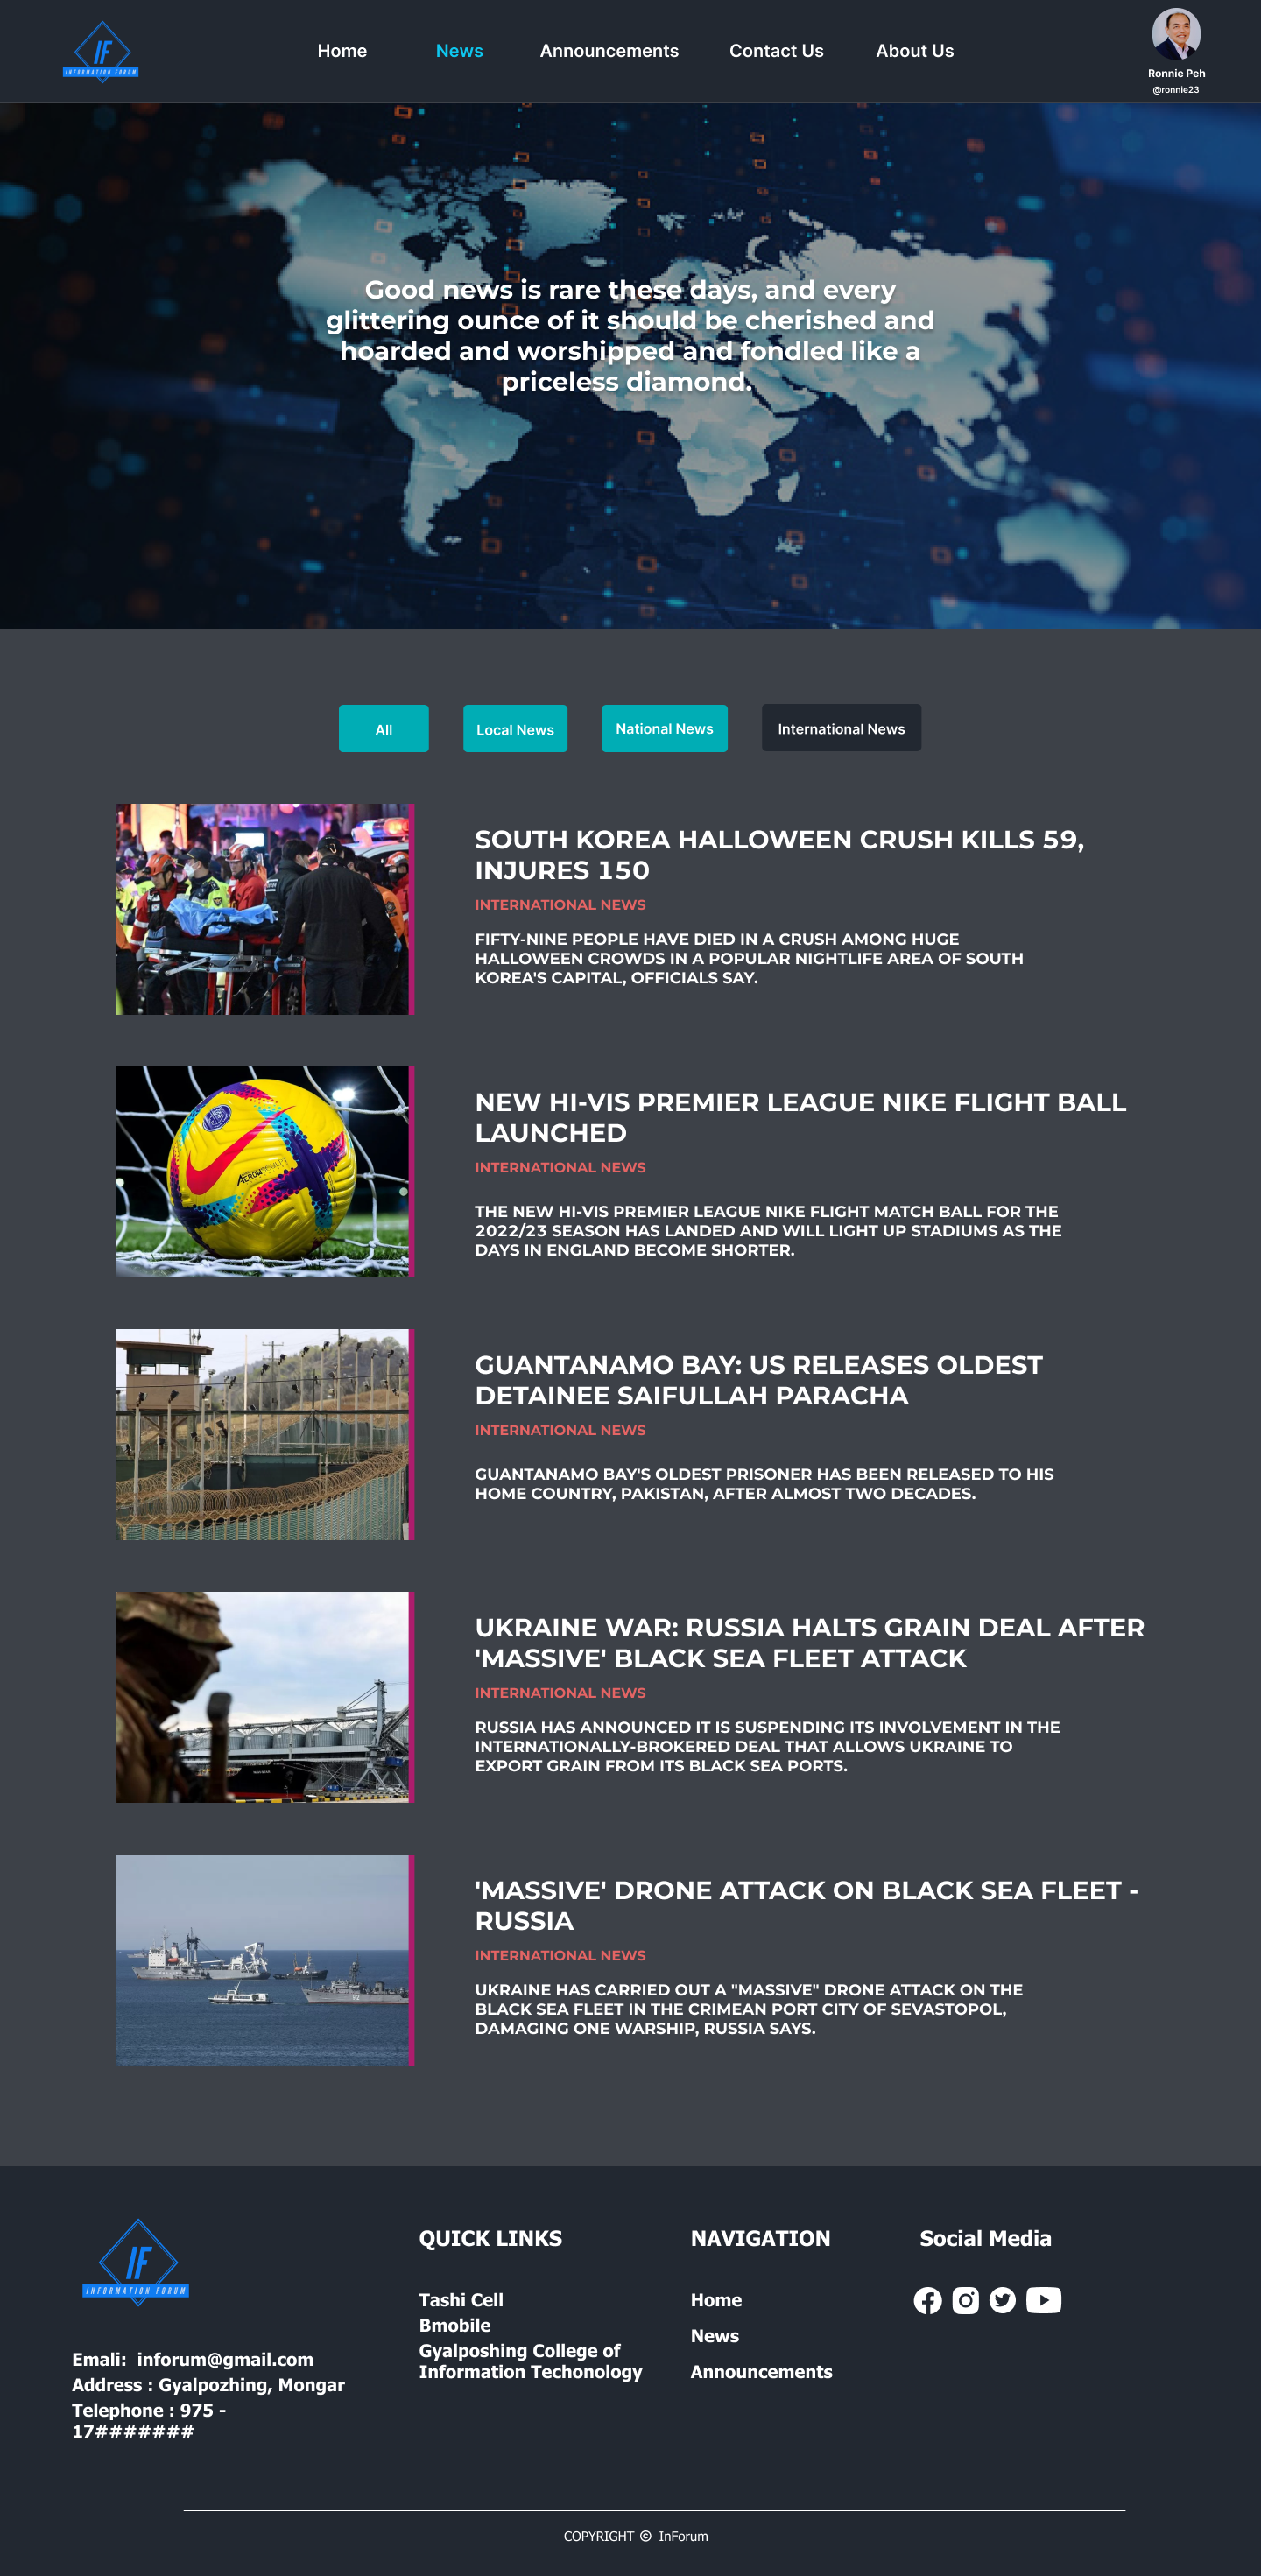 IF
INFORMATION FORUM
Home
News
Announcements
Contact Us
About Us
Ronnie Peh
@ronnie23
Good news is rare these days, and every
glittering ounce of it should be cherished and
hoarded and worshipped and fondled like a
priceless diamond.
All
Local News
National News
International News
SOUTH KOREA HALLOWEEN CRUSH KILLS 59,
INJURES 150
INTERNATIONAL NEWS
FIFTY-NINE PEOPLE HAVE DIED IN A CRUSH AMONG HUGE
HALLOWEEN CROWDS IN A POPULAR NIGHTLIFE AREA OF SOUTH
KOREA'S CAPITAL, OFFICIALS SAY.
NEW HI-VIS PREMIER LEAGUE NIKE FLIGHT BALL
LAUNCHED
INTERNATIONAL NEWS
THE NEW HI-VIS PREMIER LEAGUE NIKE FLIGHT MATCH BALL FOR THE
2022/23 SEASON HAS LANDED AND WILL LIGHT UP STADIUMS AS THE
DAYS IN ENGLAND BECOME SHORTER.
GUANTANAMO BAY: US RELEASES OLDEST
DETAINEE SAIFULLAH PARACHA
INTERNATIONAL NEWS
GUANTANAMO BAY'S OLDEST PRISONER HAS BEEN RELEASED TO HIS
HOME COUNTRY, PAKISTAN, AFTER ALMOST TWO DECADES.
UKRAINE WAR: RUSSIA HALTS GRAIN DEAL AFTER
'MASSIVE' BLACK SEA FLEET ATTACK
INTERNATIONAL NEWS
RUSSIA HAS ANNOUNCED IT IS SUSPENDING ITS INVOLVEMENT IN THE
INTERNATIONALLY-BROKERED DEAL THAT ALLOWS UKRAINE TO
EXPORT GRAIN FROM ITS BLACK SEA PORTS.
'MASSIVE' DRONE ATTACK ON BLACK SEA FLEET -
RUSSIA
INTERNATIONAL NEWS
UKRAINE HAS CARRIED OUT A "MASSIVE" DRONE ATTACK ON THE
BLACK SEA FLEET IN THE CRIMEAN PORT CITY OF SEVASTOPOL,
DAMAGING ONE WARSHIP, RUSSIA SAYS.
IF
INFORMATION FORUM
Emali: inforum@gmail.com
Address : Gyalpozhing, Mongar
Telephone : 975 -
17#######
QUICK LINKS
Tashi Cell
Bmobile
Gyalposhing College of
Information Techonology
NAVIGATION
Home
News
Announcements
Social Media
COPYRIGHT © InForum